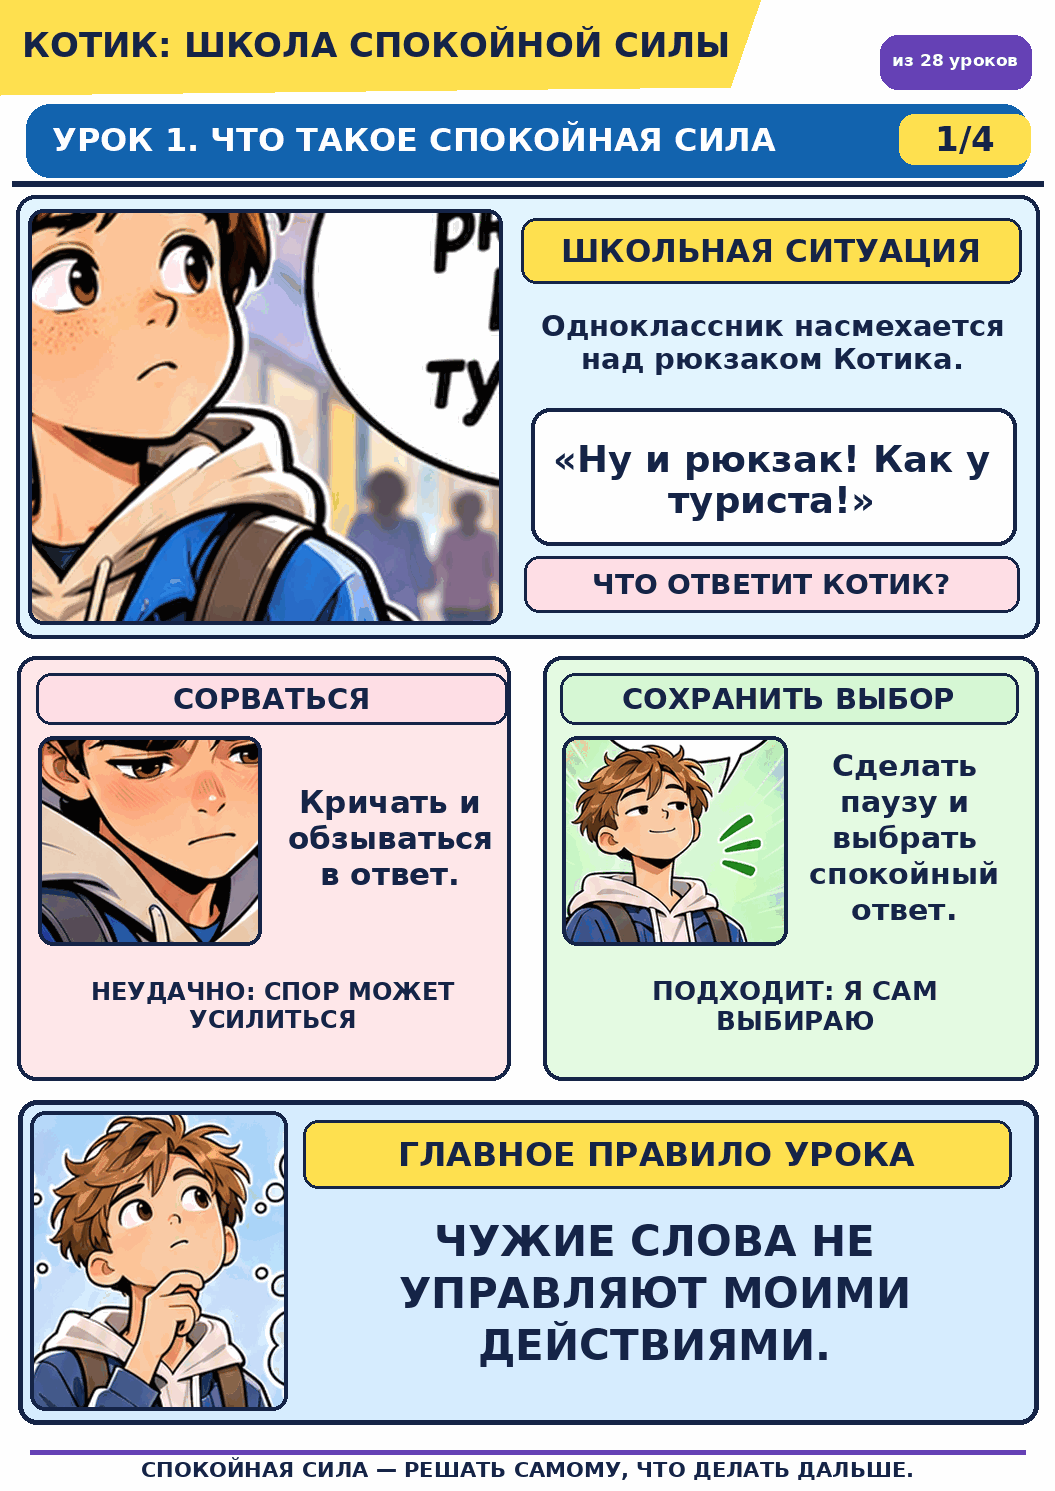 КОТИК: ШКОЛА СПОКОЙНОЙ СИЛЫ
из 28 уроков
УРОК 1. ЧТО ТАКОЕ СПОКОЙНАЯ СИЛА
1/4
ШКОЛЬНАЯ СИТУАЦИЯ
Одноклассник насмехается
над рюкзаком Котика.
«Ну и рюкзак! Как у
туриста!»
ЧТО ОТВЕТИТ КОТИК?
СОРВАТЬСЯ
Кричать и
обзываться
в ответ.
НЕУДАЧНО: СПОР МОЖЕТ
УСИЛИТЬСЯ
СОХРАНИТЬ ВЫБОР
Сделать
паузу и
выбрать
спокойный
ответ.
ПОДХОДИТ: Я САМ
ВЫБИРАЮ
ГЛАВНОЕ ПРАВИЛО УРОКА
ЧУЖИЕ СЛОВА НЕ
УПРАВЛЯЮТ МОИМИ
ДЕЙСТВИЯМИ.
СПОКОЙНАЯ СИЛА — РЕШАТЬ САМОМУ, ЧТО ДЕЛАТЬ ДАЛЬШЕ.